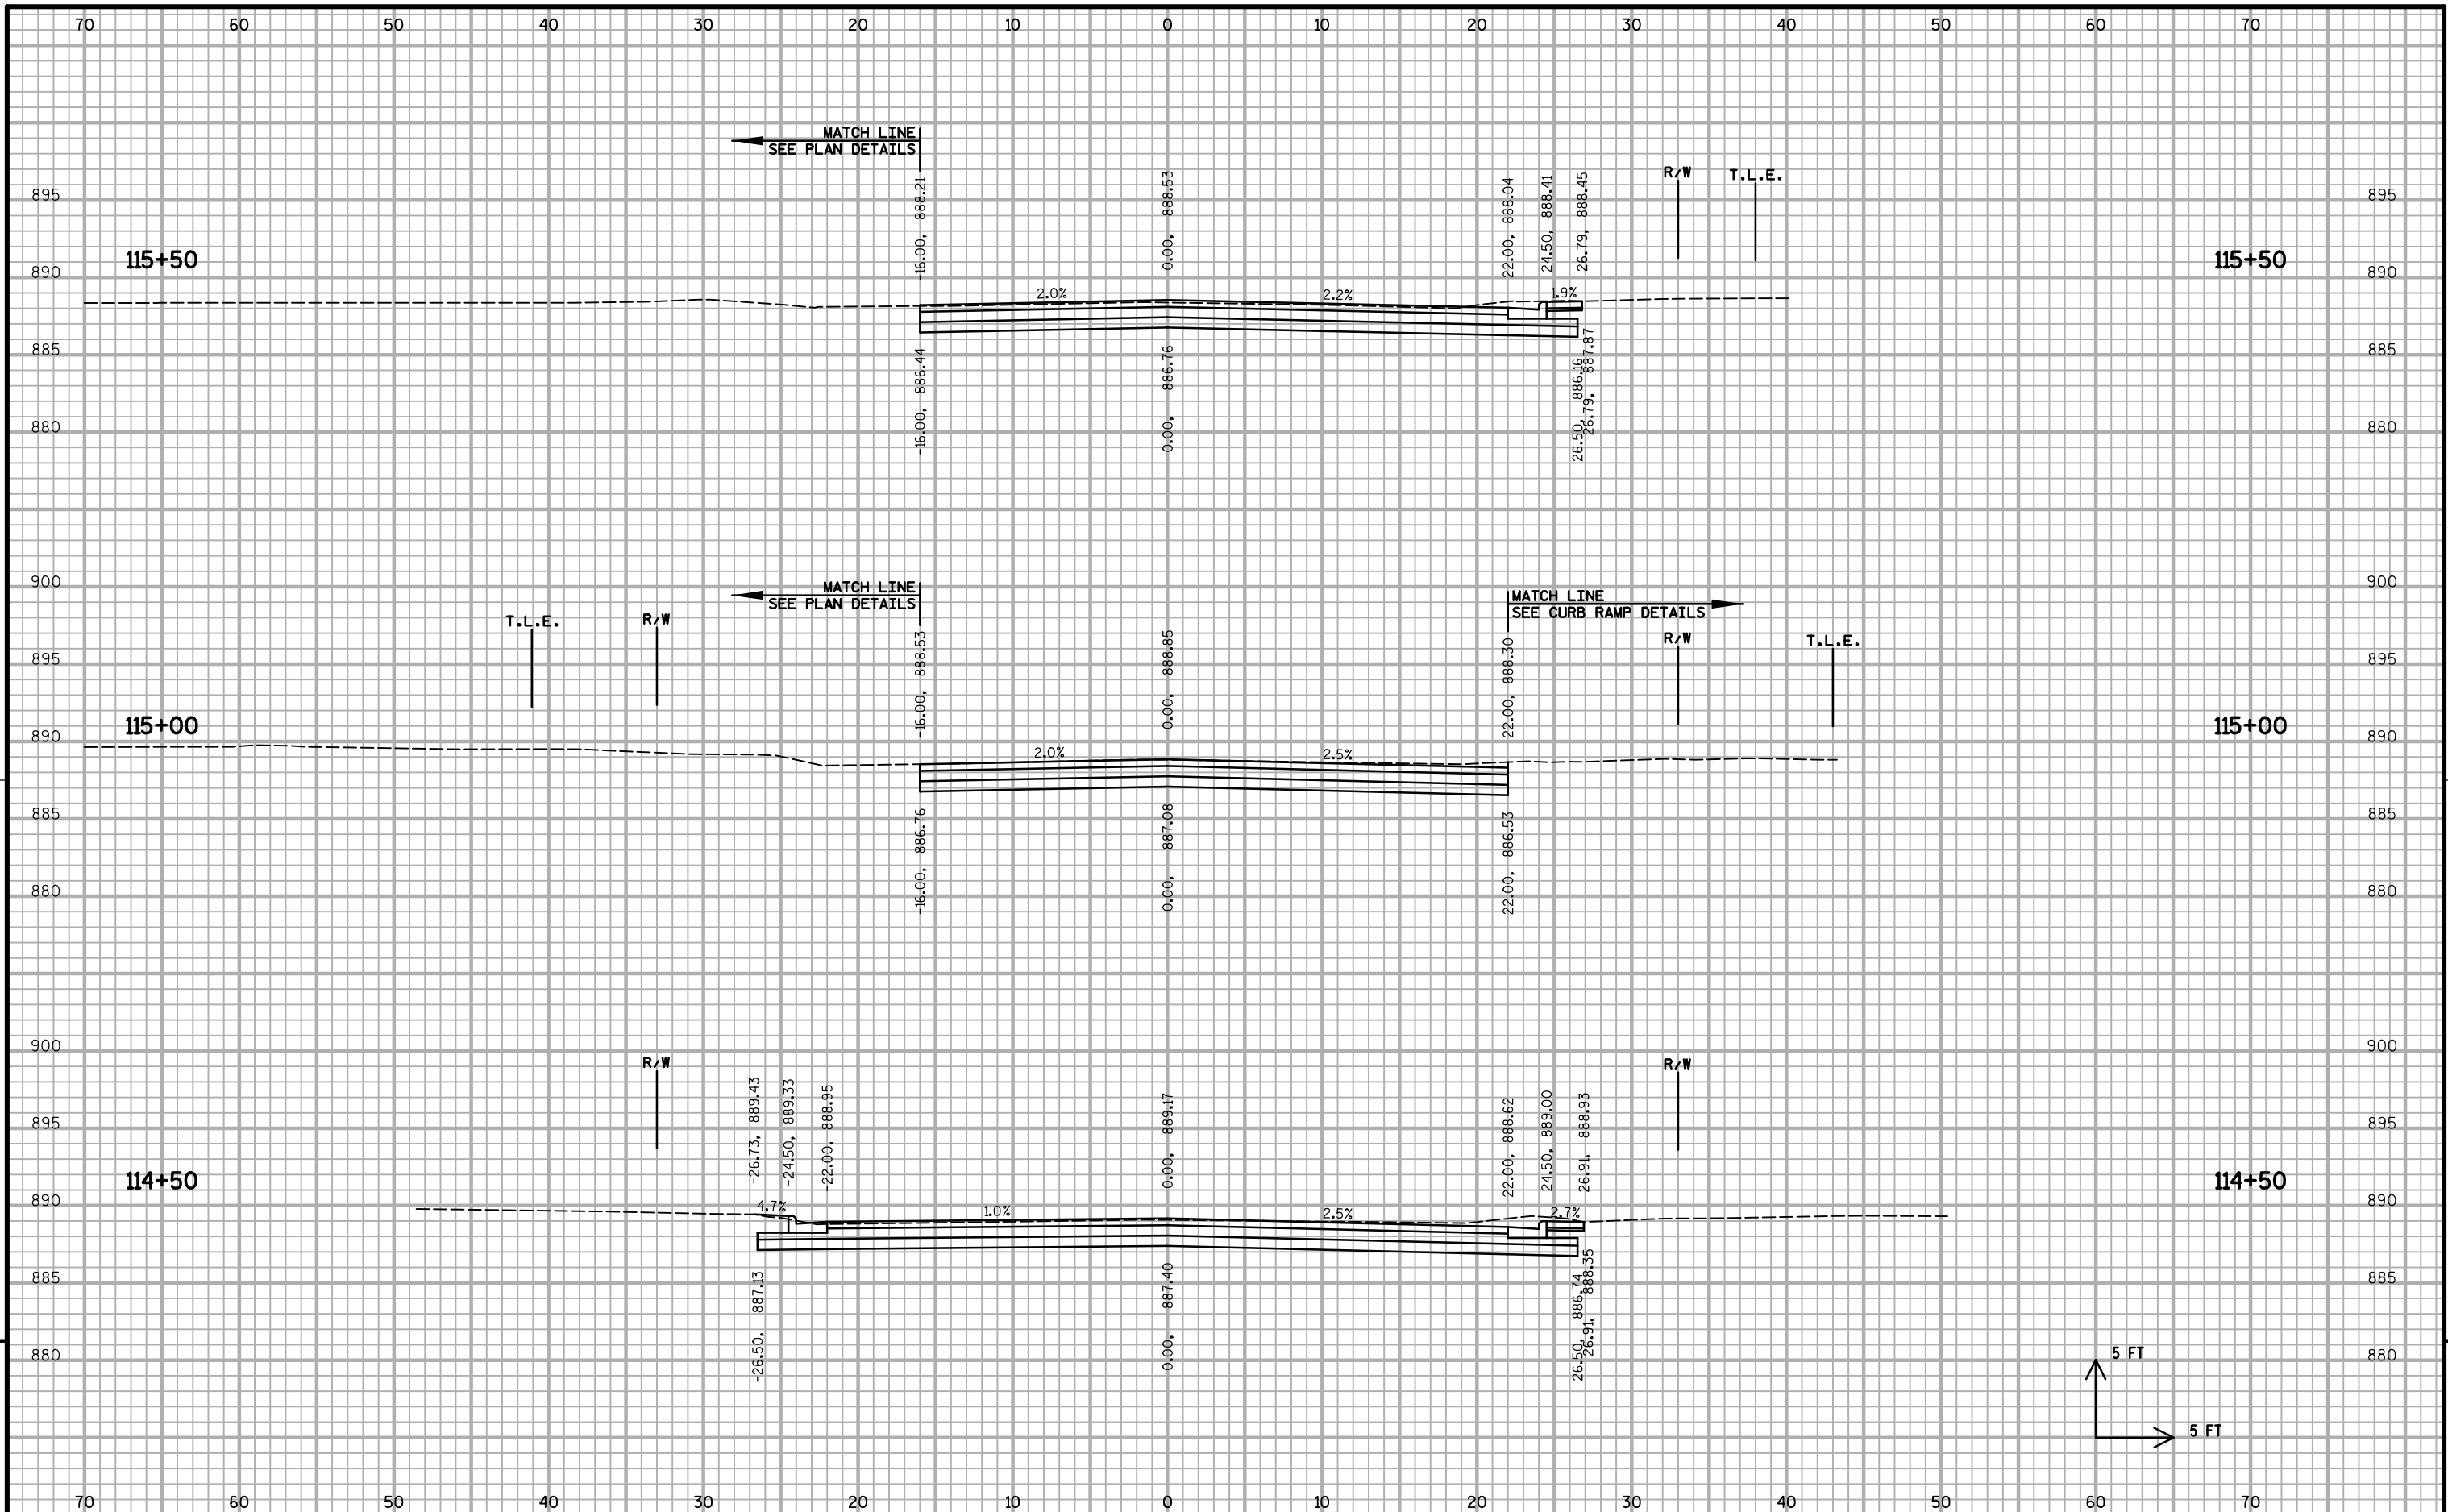 70 60 50 40 30 20 10 0 10 20 30 40 50 60 70
MATCH LINE
SEE PLAN DETAILS
-16.00, 888.21
0.00, 888.53
22.00, 888.04
24.50, 888.41
26.79, 888.45
R/W
T.L.E.
895 895
115+50 115+50
890 890
2.0% 2.2% 1.9%
885 885
-16.00, 886.44
0.00, 886.76
26.50, 886.16
26.79, 887.87
880 880
900 900
MATCH LINE
SEE PLAN DETAILS
MATCH LINE
SEE CURB RAMP DETAILS
T.L.E.
R/W
-16.00, 888.53
0.00, 888.85
22.00, 888.30
R/W
T.L.E.
895 895
115+00 115+00
890 890
2.0% 2.5%
885 885
-16.00, 886.76
0.00, 887.08
22.00, 886.53
880 880
900 900
R/W
-26.73, 889.43
-24.50, 889.33
-22.00, 888.95
0.00, 889.17
22.00, 888.62
24.50, 889.00
26.91, 888.93
R/W
895 895
114+50 114+50
890 890
4.7% 1.0% 2.5% 2.7%
885 885
-26.50, 887.13
0.00, 887.40
26.50, 886.74
26.91, 888.35
880 880
5 FT
5 FT
70 60 50 40 30 20 10 0 10 20 30 40 50 60 70